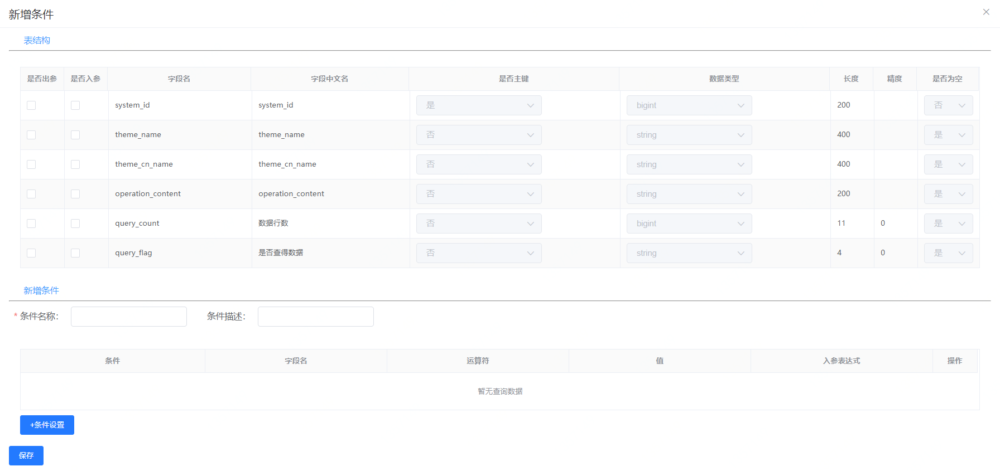 新增条件
表结构
是否出参 是否入参 字段名 字段中文名 是否主键 数据类型 长度 精度 是否为空
system_id system_id 是 bigint 200 否
theme_name theme_name 否 string 400 是
theme_cn_name theme_cn_name 否 string 400 是
operation_content operation_content 否 string 200 是
query_count 数据行数 否 bigint 11 0 是
query_flag 是否查得数据 否 string 4 0 是
新增条件
* 条件名称: 条件描述:
条件 字段名 运算符 值 入参表达式 操作
暂无查询数据
+条件设置
保存